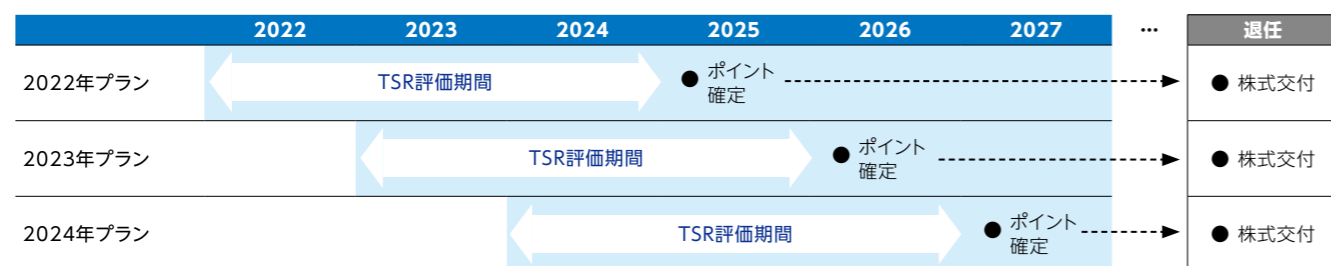 2022 2023 2024 2025 2026 2027 … 退任
2022年プラン TSR評価期間 ● ポイント ● 株式交付
確定
2023年プラン TSR評価期間 ● ポイント ● 株式交付
確定
2024年プラン TSR評価期間 ● ポイント ● 株式交付
確定